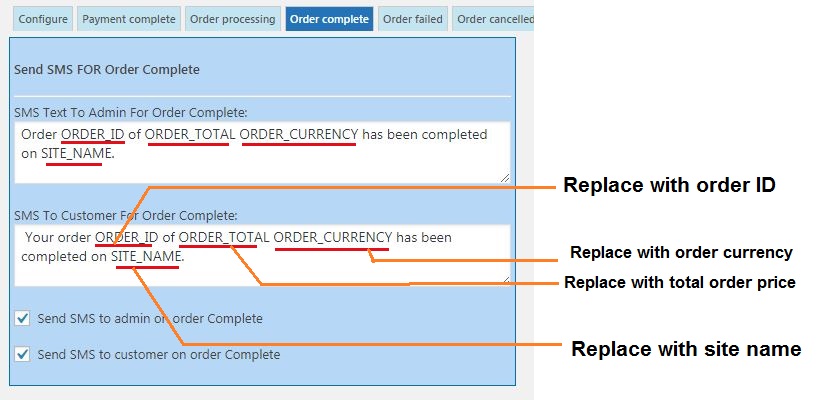 Configure Payment complete Order processing Order complete Order failed Order cancelled
Send SMS FOR Order Complete
SMS Text To Admin For Order Complete:
Order ORDER_ID of ORDER_TOTAL ORDER_CURRENCY has been completed
on SITE_NAME.
Replace with order ID
SMS To Customer For Order Complete:
Your order ORDER_ID of ORDER_TOTAL ORDER_CURRENCY has been
completed on SITE_NAME.
Replace with order currency
Replace with total order price
Send SMS to admin on order Complete
Send SMS to customer on order Complete
Replace with site name